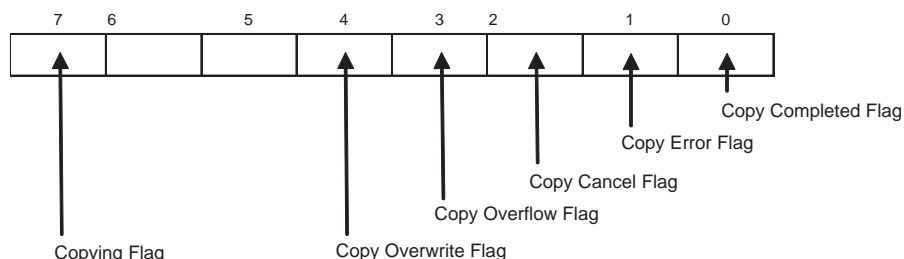 7 6 5 4 3 2 1 0
Copy Completed Flag
Copy Error Flag
Copy Cancel Flag
Copy Overflow Flag
Copying Flag Copy Overwrite Flag